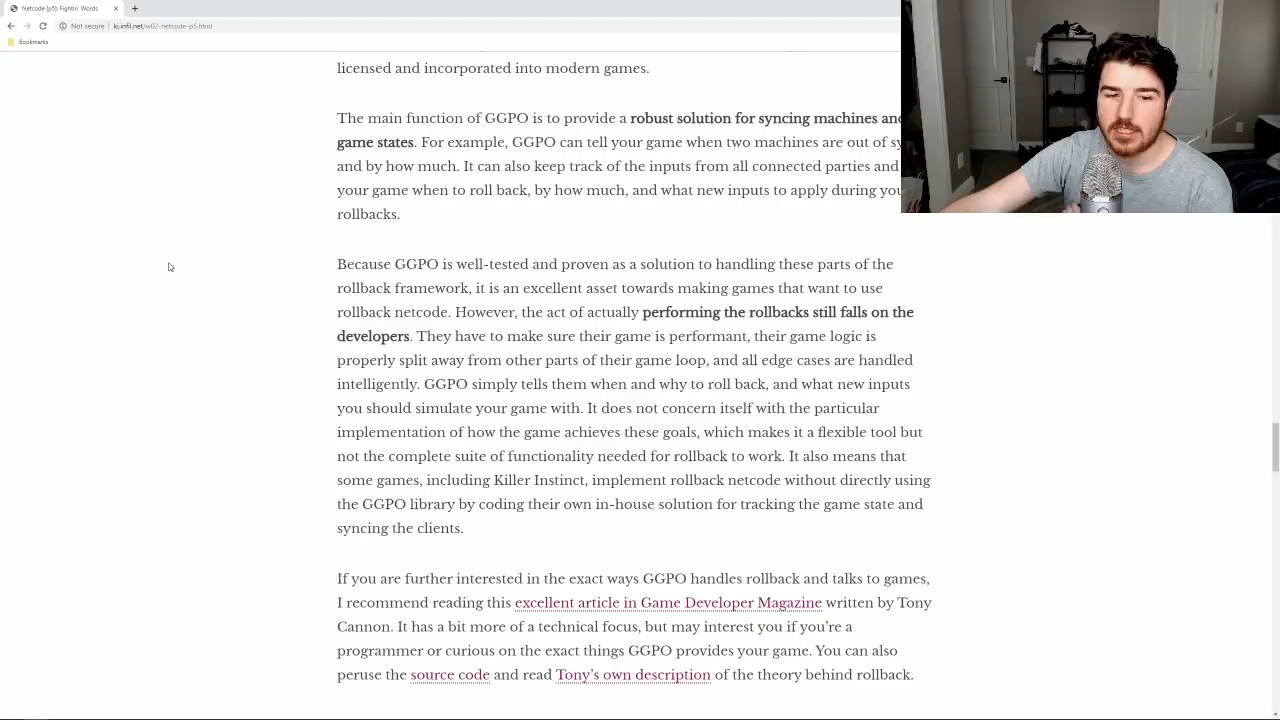 Netcode (p5): Fightin' Words
Not secure
ki.infil.net/w02-netcode-p5.html
Bookmarks
licensed and incorporated into modern games.
The main function of GGPO is to provide a robust solution for syncing machines and
game states. For example, GGPO can tell your game when two machines are out of sy
and by how much. It can also keep track of the inputs from all connected parties and
your game when to roll back, by how much, and what new inputs to apply during you
rollbacks.
Because GGPO is well-tested and proven as a solution to handling these parts of the
rollback framework, it is an excellent asset towards making games that want to use
rollback netcode. However, the act of actually performing the rollbacks still falls on the
developers. They have to make sure their game is performant, their game logic is
properly split away from other parts of their game loop, and all edge cases are handled
intelligently. GGPO simply tells them when and why to roll back, and what new inputs
you should simulate your game with. It does not concern itself with the particular
implementation of how the game achieves these goals, which makes it a flexible tool but
not the complete suite of functionality needed for rollback to work. It also means that
some games, including Killer Instinct, implement rollback netcode without directly using
the GGPO library by coding their own in-house solution for tracking the game state and
syncing the clients.
If you are further interested in the exact ways GGPO handles rollback and talks to games,
I recommend reading this excellent article in Game Developer Magazine written by Tony
Cannon. It has a bit more of a technical focus, but may interest you if you're a
programmer or curious on the exact things GGPO provides your game. You can also
peruse the source code and read Tony's own description of the theory behind rollback.